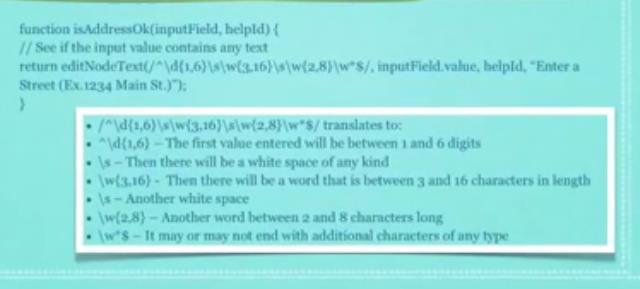 function isAddressOk(inputField, helpId) {
// See if the input value contains any text
return editNodeText(/^\d{1,6}\s\w{3,16}\s\w{2,8}\w*$/, inputField.value, helpId, "Enter a
Street (Ex.1234 Main St.)");
}
• /^\d{1,6}\s\w{3,16}\s\w{2,8}\w*$/ translates to:
• ^\d{1,6} – The first value entered will be between 1 and 6 digits
• \s – Then there will be a white space of any kind
• \w{3,16} - Then there will be a word that is between 3 and 16 characters in length
• \s – Another white space
• \w{2,8} – Another word between 2 and 8 characters long
• \w*$ – It may or may not end with additional characters of any type